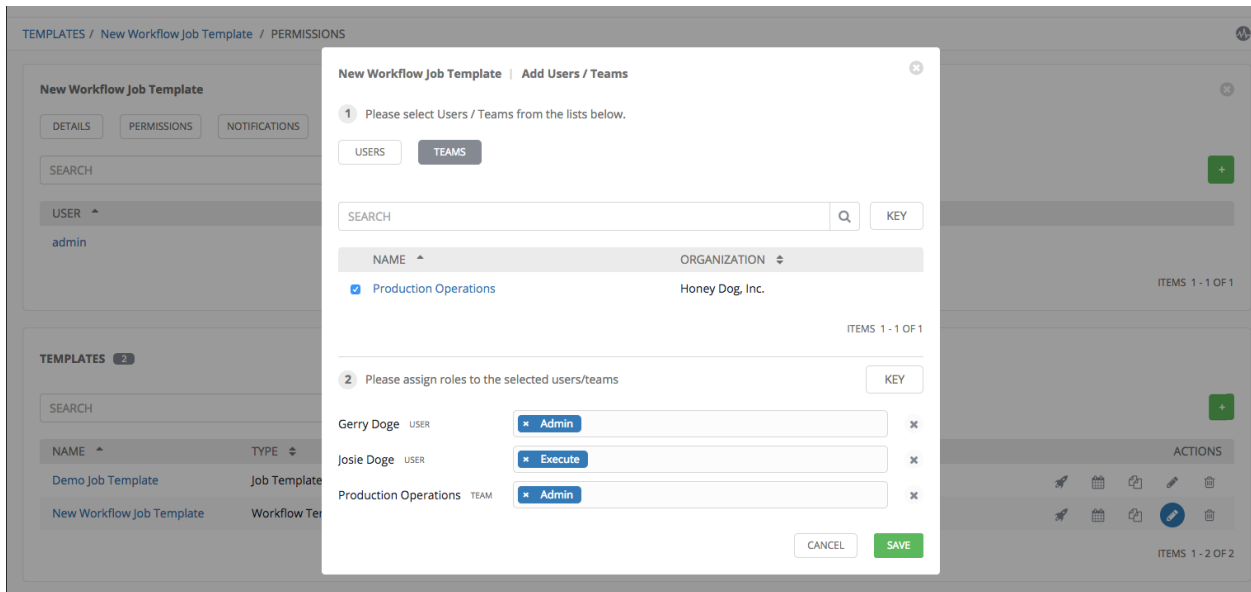 TEMPLATES / New Workflow Job Template / PERMISSIONS
New Workflow Job Template
DETAILS PERMISSIONS NOTIFICATIONS
SEARCH
+
USER
admin
ITEMS 1 - 1 OF 1
TEMPLATES 2
SEARCH
+
NAME TYPE ACTIONS
Demo Job Template Job Template
New Workflow Job Template Workflow Ter
ITEMS 1 - 2 OF 2
New Workflow Job Template | Add Users / Teams
1 Please select Users / Teams from the lists below.
USERS TEAMS
SEARCH KEY
NAME ORGANIZATION
Production Operations Honey Dog, Inc.
ITEMS 1 - 1 OF 1
2 Please assign roles to the selected users/teams KEY
Gerry Doge USER × Admin
Josie Doge USER × Execute
Production Operations TEAM × Admin
CANCEL SAVE